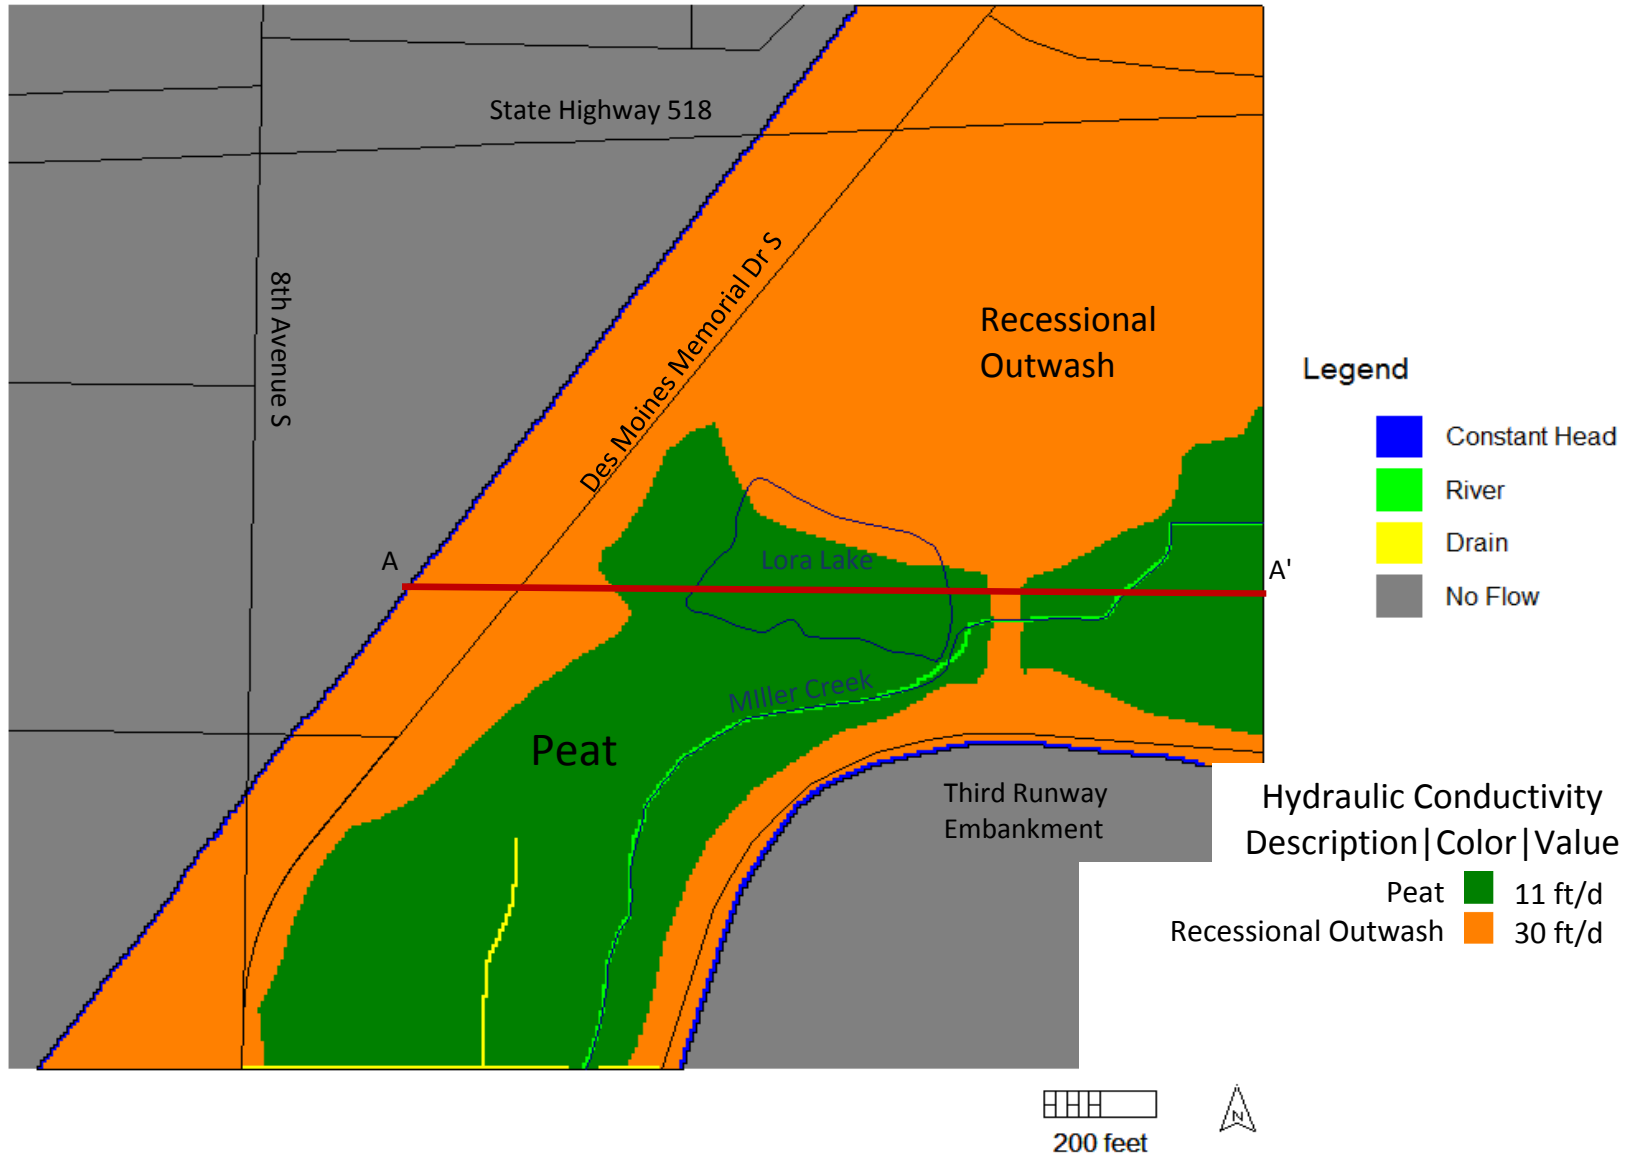 State Highway 518
8th Avenue S
Des Moines Memorial Dr S
Recessional
Outwash
Legend
Constant Head
River
Drain
No Flow
A
Lora Lake
A'
MIller Creek
Peat
Third Runway
Embankment
Hydraulic Conductivity
Description|Color|Value
Peat 11 ft/d
Recessional Outwash 30 ft/d
N
200 feet